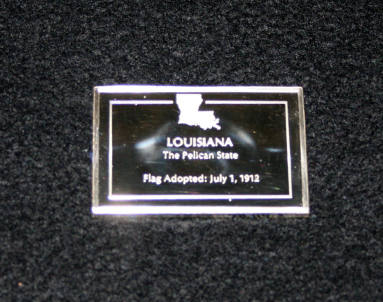 LOUISIANA
The Pelican State
Flag Adopted: July 1, 1912